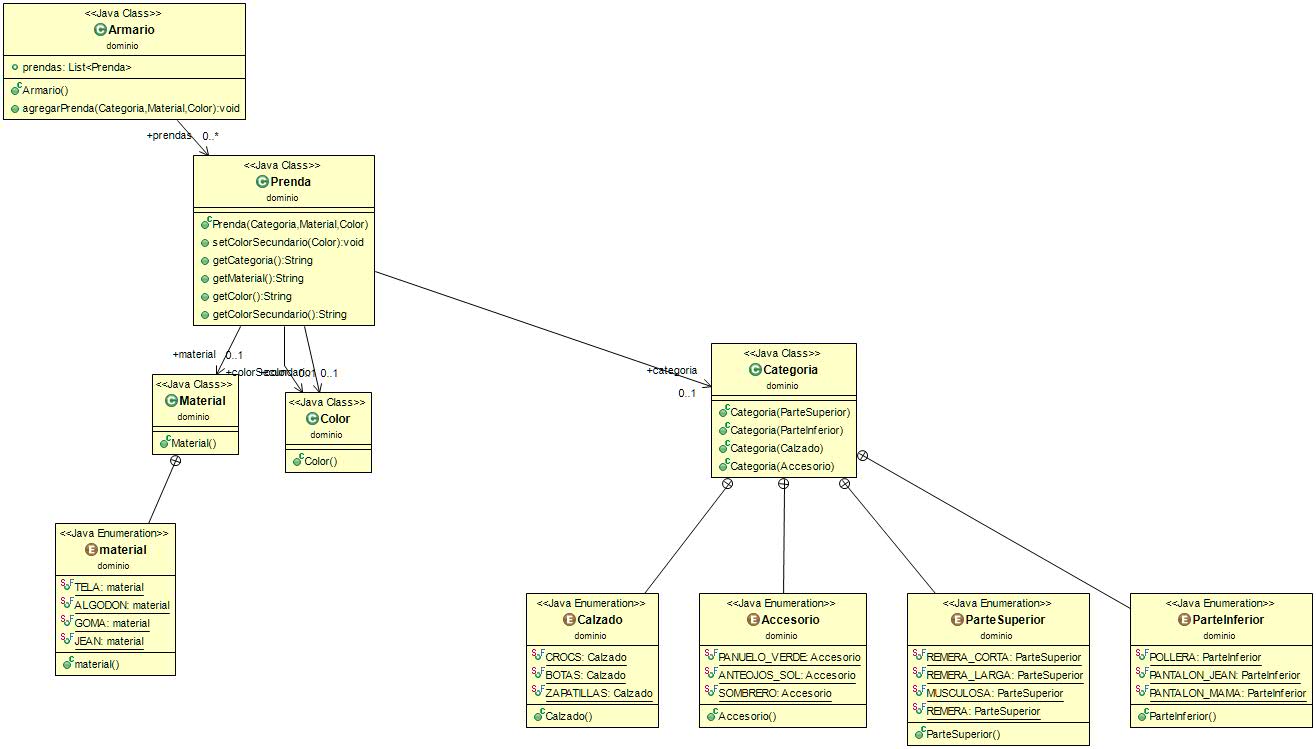 <<Java Class>>
Armario
dominio
prendas: List<Prenda>
Armario()
agregarPrenda(Categoria,Material,Color):void
+prendas 0..*
<<Java Class>>
Prenda
dominio
Prenda(Categoria,Material,Color)
setColorSecundario(Color):void
getCategoria():String
getMaterial():String
getColor():String
getColorSecundario():String
+material 0..1
+colorSecundario 0..1
+color 0..1
+categoria
0..1
<<Java Class>>
Material
dominio
Material()
<<Java Class>>
Color
dominio
Color()
<<Java Class>>
Categoria
dominio
Categoria(ParteSuperior)
Categoria(ParteInferior)
Categoria(Calzado)
Categoria(Accesorio)
<<Java Enumeration>>
material
dominio
TELA: material
ALGODON: material
GOMA: material
JEAN: material
material()
<<Java Enumeration>>
Calzado
dominio
CROCS: Calzado
BOTAS: Calzado
ZAPATILLAS: Calzado
Calzado()
<<Java Enumeration>>
Accesorio
dominio
PANUELO_VERDE: Accesorio
ANTEOJOS_SOL: Accesorio
SOMBRERO: Accesorio
Accesorio()
<<Java Enumeration>>
ParteSuperior
dominio
REMERA_CORTA: ParteSuperior
REMERA_LARGA: ParteSuperior
MUSCULOSA: ParteSuperior
REMERA: ParteSuperior
ParteSuperior()
<<Java Enumeration>>
ParteInferior
dominio
POLLERA: ParteInferior
PANTALON_JEAN: ParteInferior
PANTALON_MAMA: ParteInferior
ParteInferior()